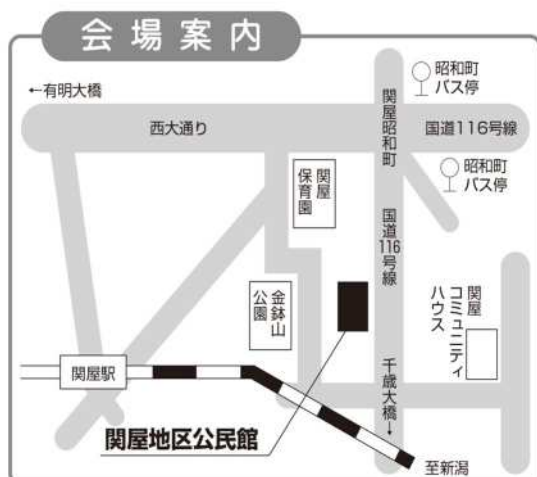 会場案内
←有明大橋
西大通り
関屋昭和町
昭和町
バス停
国道116号線
昭和町
バス停
関屋
保育園
国道116号線
金鉢山
公園
関屋
コミュニティ
ハウス
関屋駅
千歳大橋→
関屋地区公民館
至新潟